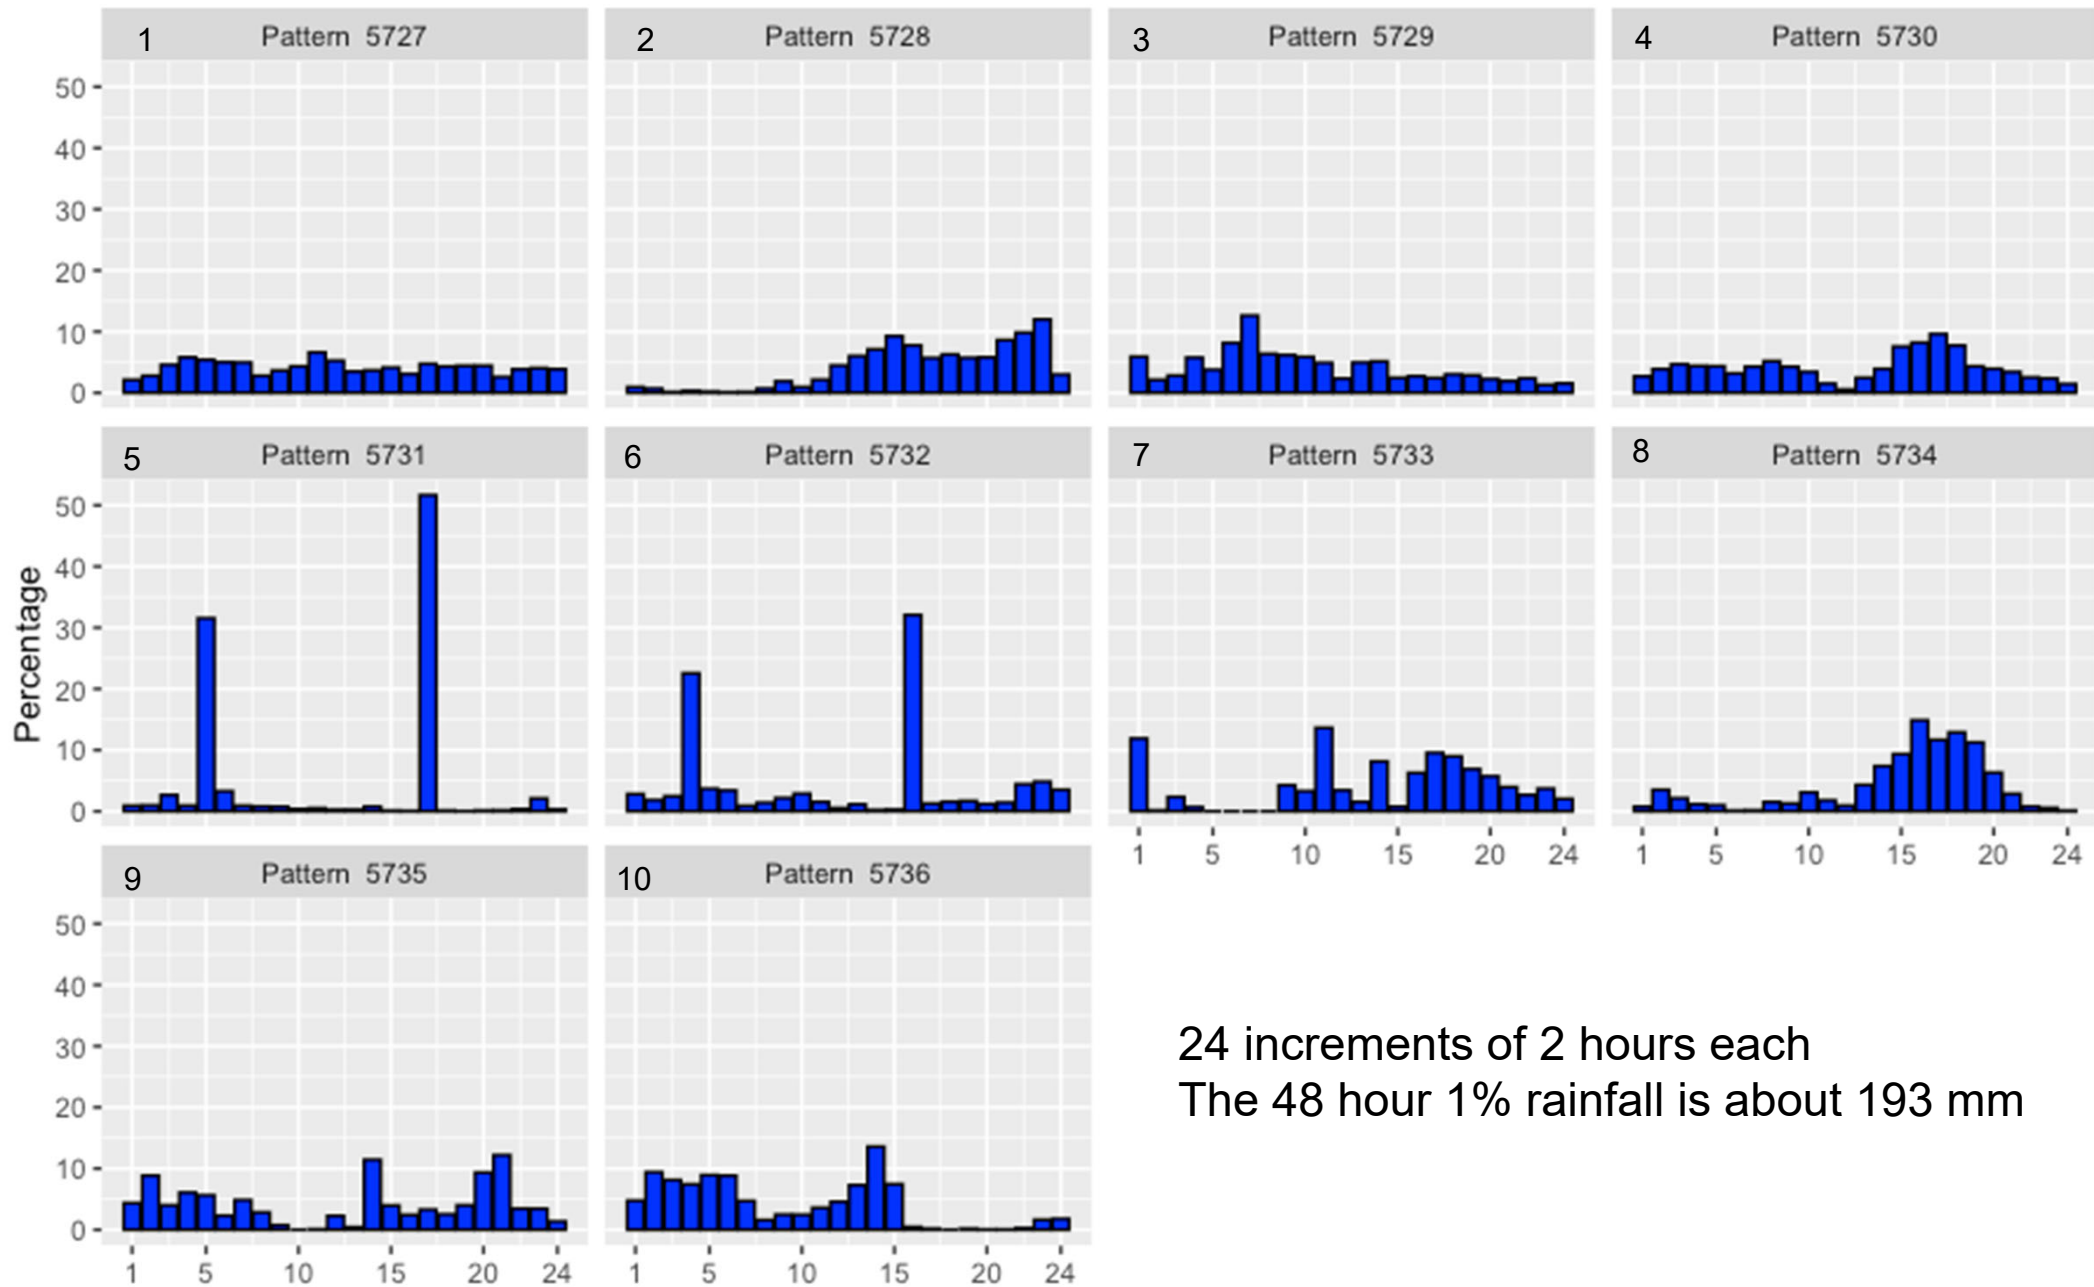 1 Pattern 5727
2 Pattern 5728
3 Pattern 5729
4 Pattern 5730
50
40
30
20
10
0
5 Pattern 5731
6 Pattern 5732
7 Pattern 5733
8 Pattern 5734
50
40
30
20
10
0
Percentage
1 5 10 15 20 24
1 5 10 15 20 24
9 Pattern 5735
10 Pattern 5736
50
40
30
20
10
0
1 5 10 15 20 24
1 5 10 15 20 24
24 increments of 2 hours each
The 48 hour 1% rainfall is about 193 mm